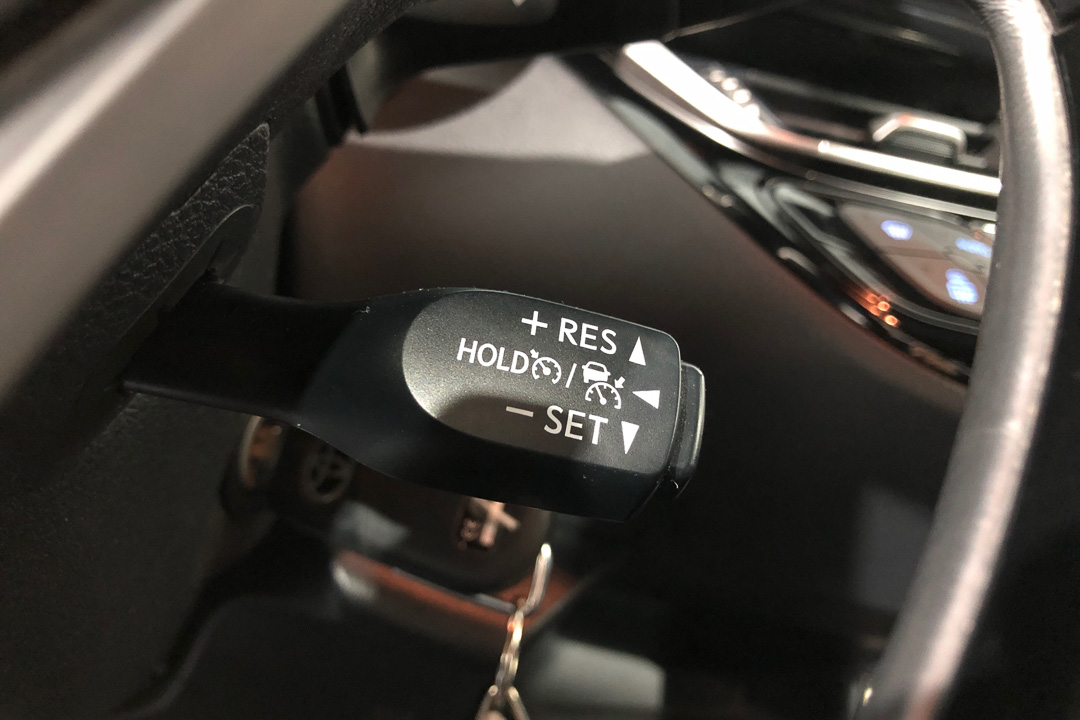 + RES
HOLD /
− SET